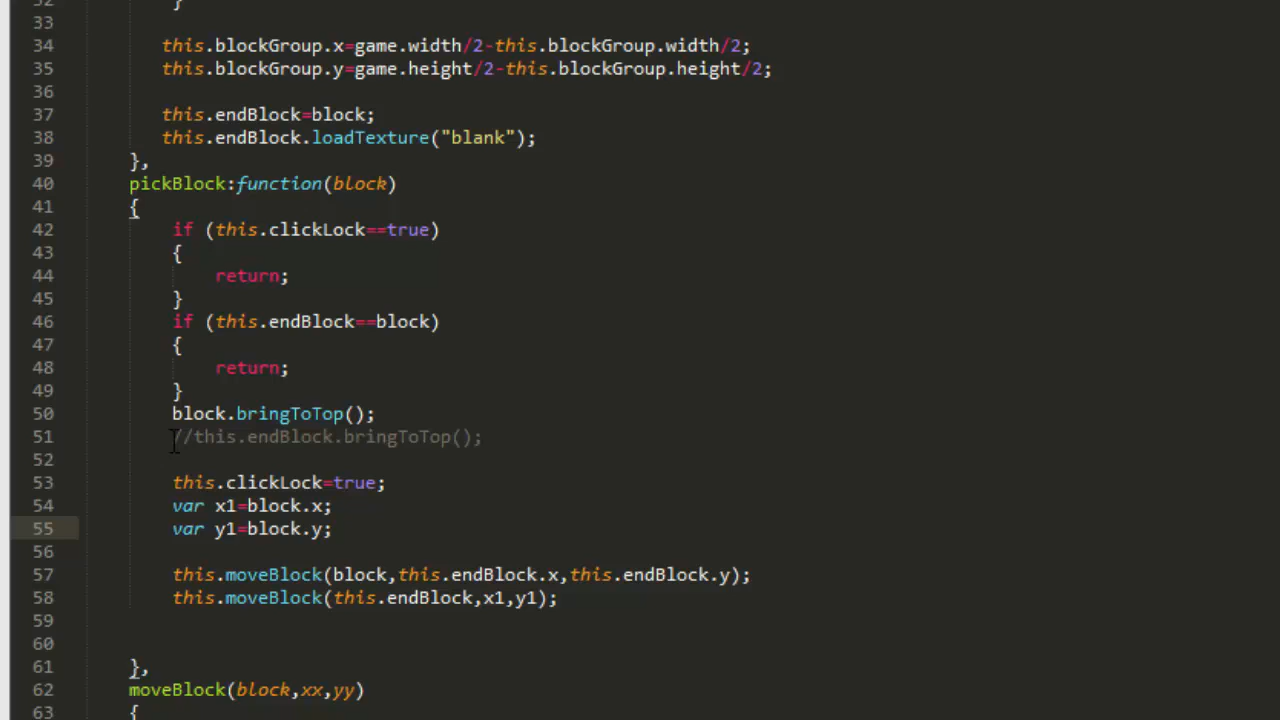 32 }
33
34 this.blockGroup.x=game.width/2-this.blockGroup.width/2;
35 this.blockGroup.y=game.height/2-this.blockGroup.height/2;
36
37 this.endBlock=block;
38 this.endBlock.loadTexture("blank");
39 },
40 pickBlock:function(block)
41 {
42 if (this.clickLock==true)
43 {
44 return;
45 }
46 if (this.endBlock==block)
47 {
48 return;
49 }
50 block.bringToTop();
51 //this.endBlock.bringToTop();
52
53 this.clickLock=true;
54 var x1=block.x;
55 var y1=block.y;
56
57 this.moveBlock(block,this.endBlock.x,this.endBlock.y);
58 this.moveBlock(this.endBlock,x1,y1);
59
60
61 },
62 moveBlock(block,xx,yy)
63 {